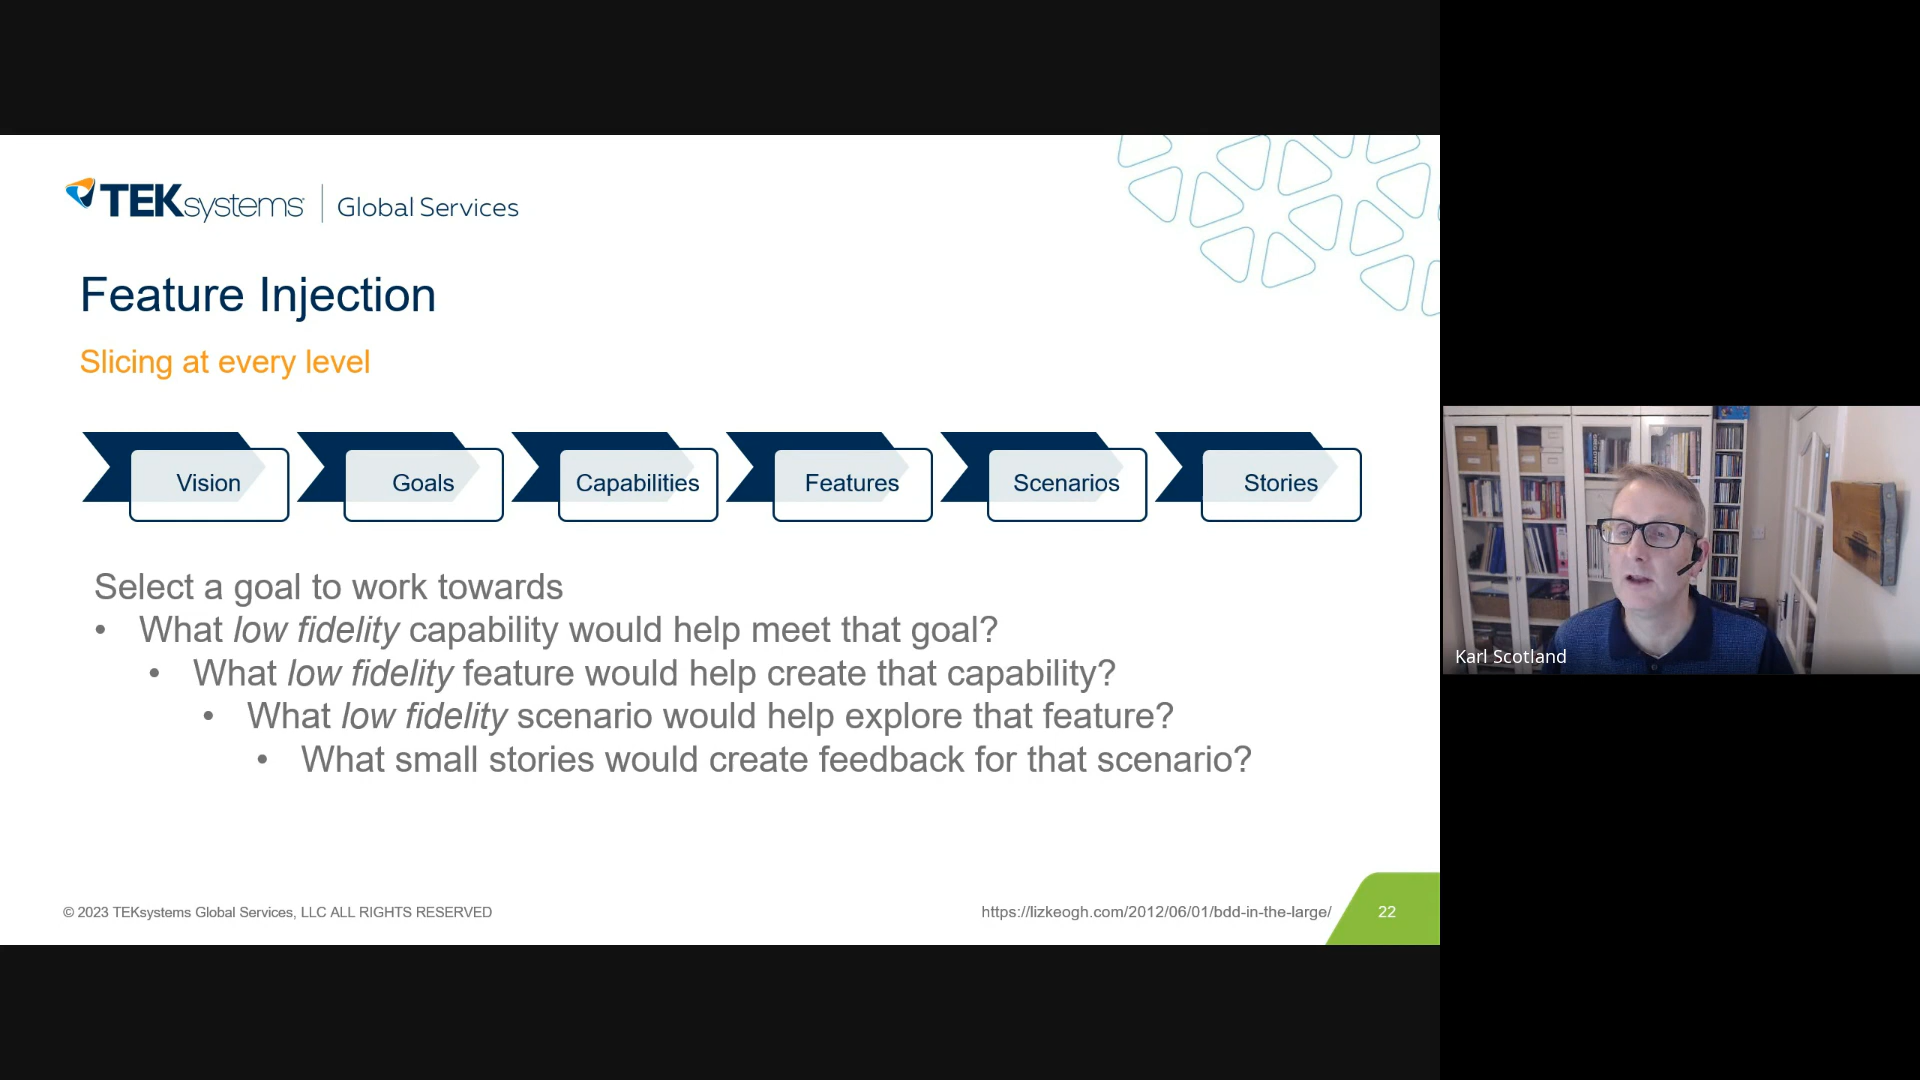 TEKsystems Global Services
Feature Injection
Slicing at every level
Vision
Goals
Capabilities
Features
Scenarios
Stories
Select a goal to work towards
• What low fidelity capability would help meet that goal?
• What low fidelity feature would help create that capability?
• What low fidelity scenario would help explore that feature?
• What small stories would create feedback for that scenario?
© 2023 TEKsystems Global Services, LLC ALL RIGHTS RESERVED
https://lizkeogh.com/2012/06/01/bdd-in-the-large/
22
Karl Scotland